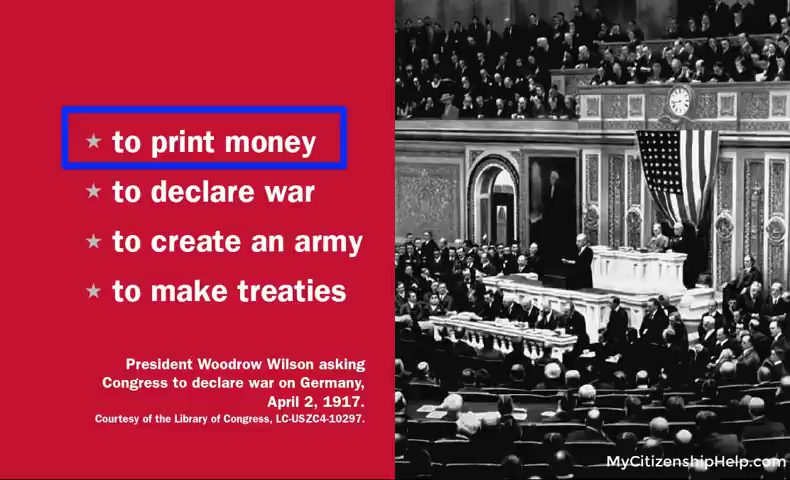 ★ to print money
★ to declare war
★ to create an army
★ to make treaties
President Woodrow Wilson asking
Congress to declare war on Germany,
April 2, 1917.
Courtesy of the Library of Congress, LC-USZC4-10297.
MyCitizenshipHelp.com